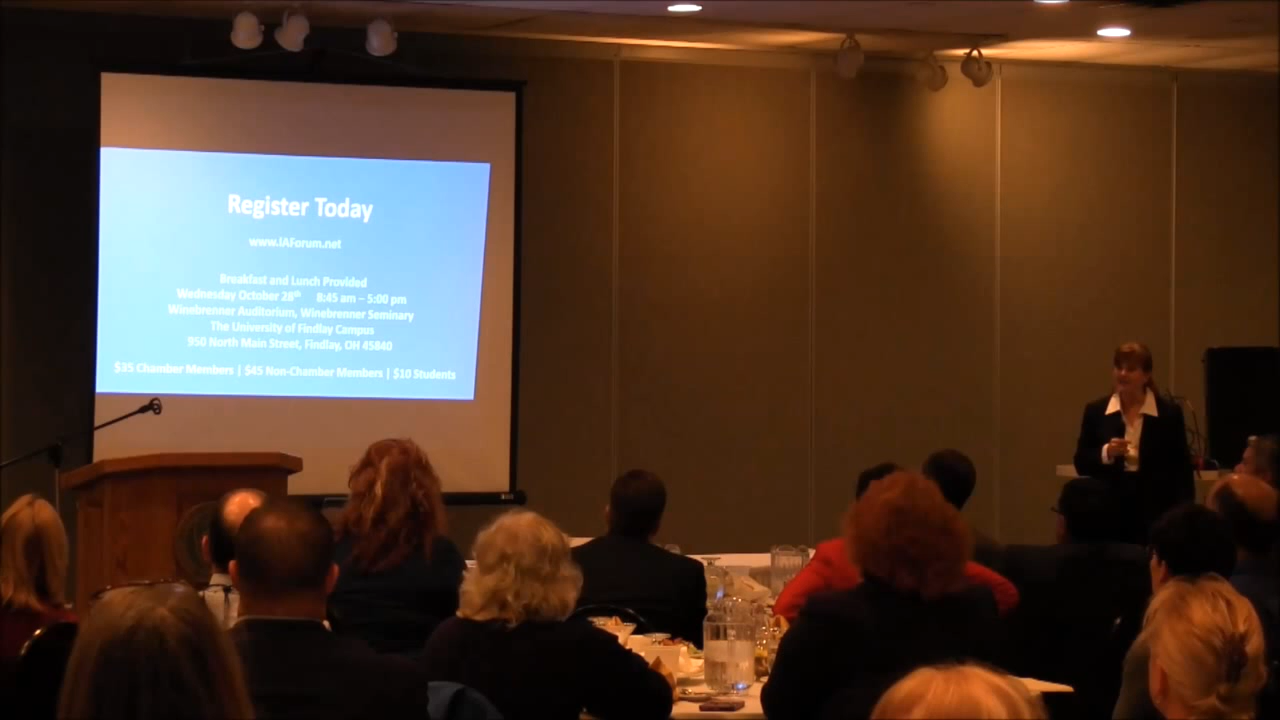 Register Today
www.IAForum.net
Breakfast and Lunch Provided
Wednesday October 28th 8:45 am – 5:00 pm
Winebrenner Auditorium, Winebrenner Seminary
The University of Findlay Campus
950 North Main Street, Findlay, OH 45840
$35 Chamber Members | $45 Non-Chamber Members | $10 Students